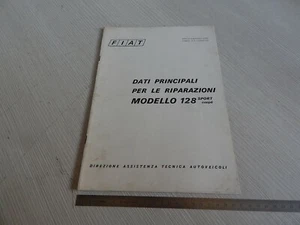 FIAT
DATI PRINCIPALI
PER LE RIPARAZIONI
MODELLO 128 SPORT
coupé
DIREZIONE ASSISTENZA TECNICA AUTOVEICOLI